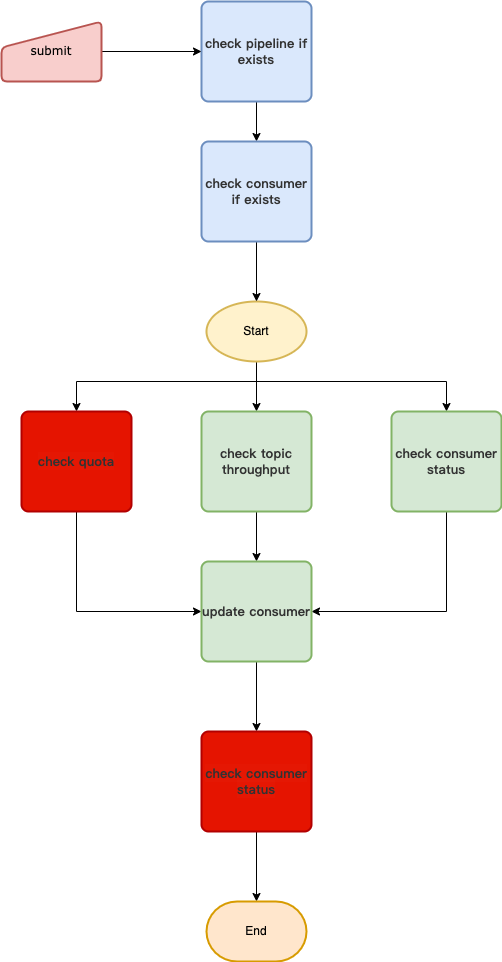 submit
check pipeline if
exists
check consumer
if exists
Start
check quota
check topic
throughput
check consumer
status
update consumer
check consumer
status
End